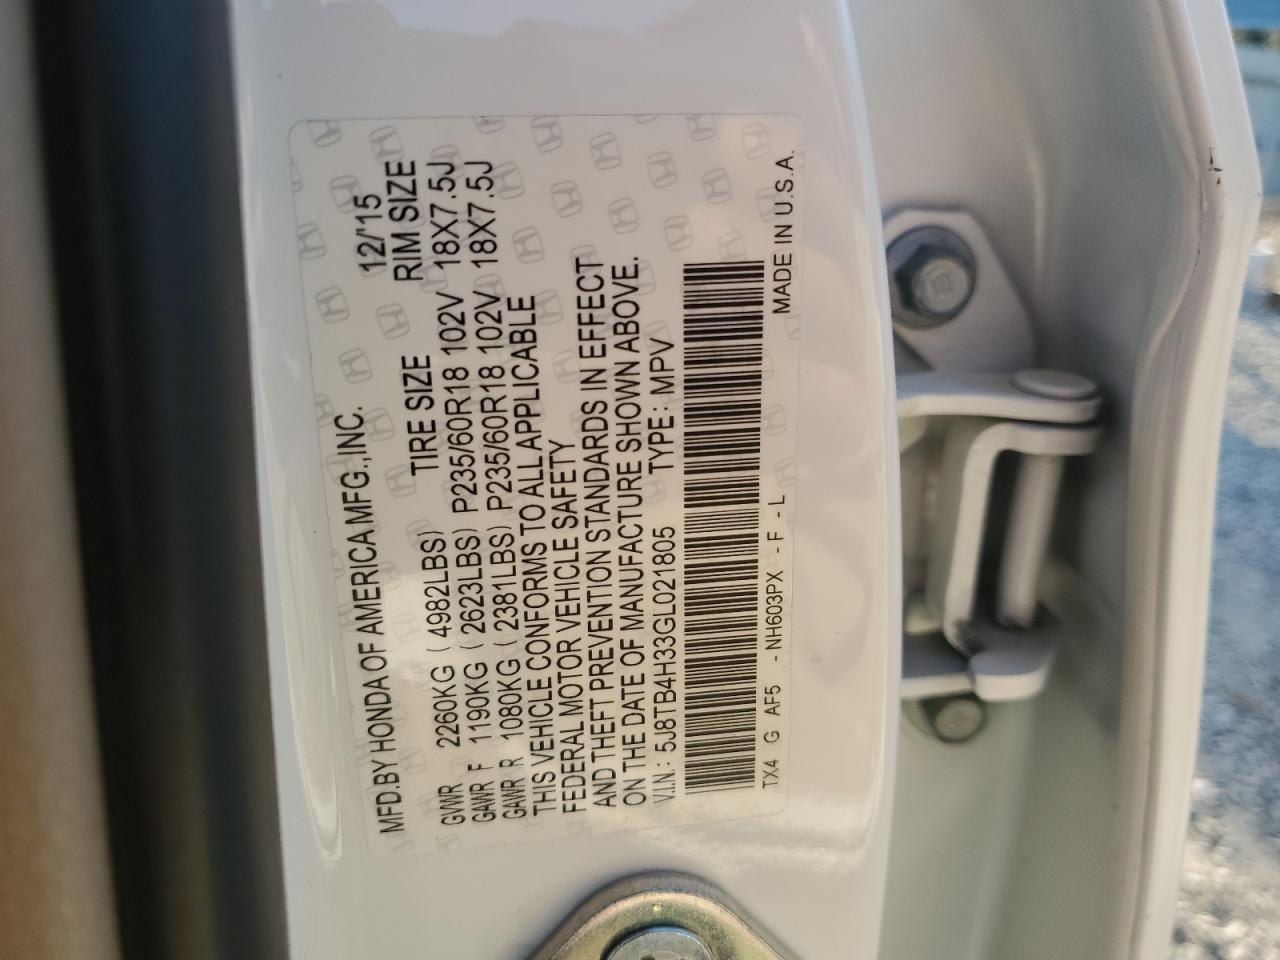 MFD.BY HONDA OF AMERICA MFG.,INC. 12/'15
TIRE SIZE RIM SIZE
GVWR 2260KG ( 4982LBS)
GAWR F 1190KG ( 2623LBS) P235/60R18 102V 18X7.5J
GAWR R 1080KG ( 2381LBS) P235/60R18 102V 18X7.5J
THIS VEHICLE CONFORMS TO ALL APPLICABLE
FEDERAL MOTOR VEHICLE SAFETY
AND THEFT PREVENTION STANDARDS IN EFFECT
ON THE DATE OF MANUFACTURE SHOWN ABOVE.
V.I.N.: 5J8TB4H33GL021805 TYPE: MPV
TX4 G AF5 - NH603PX - F - L MADE IN U.S.A.